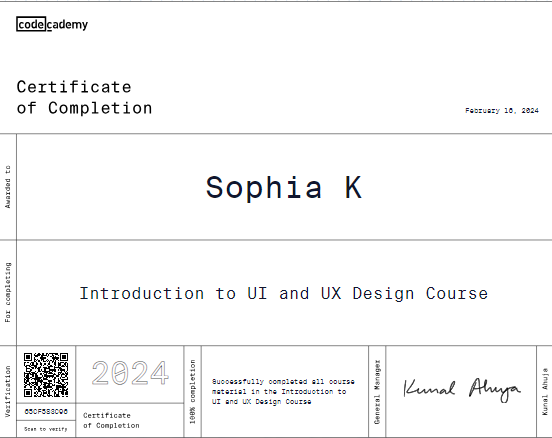 codecademy
Certificate
of Completion
February 16, 2024
Awarded to
Sophia K
For completing
Introduction to UI and UX Design Course
Verification
Scan to verify
2024
Certificate
of Completion
100% completion
Successfully completed all course
material in the Introduction to
UI and UX Design Course
General Manager
Kunal Ahuja
Kunal Ahuja